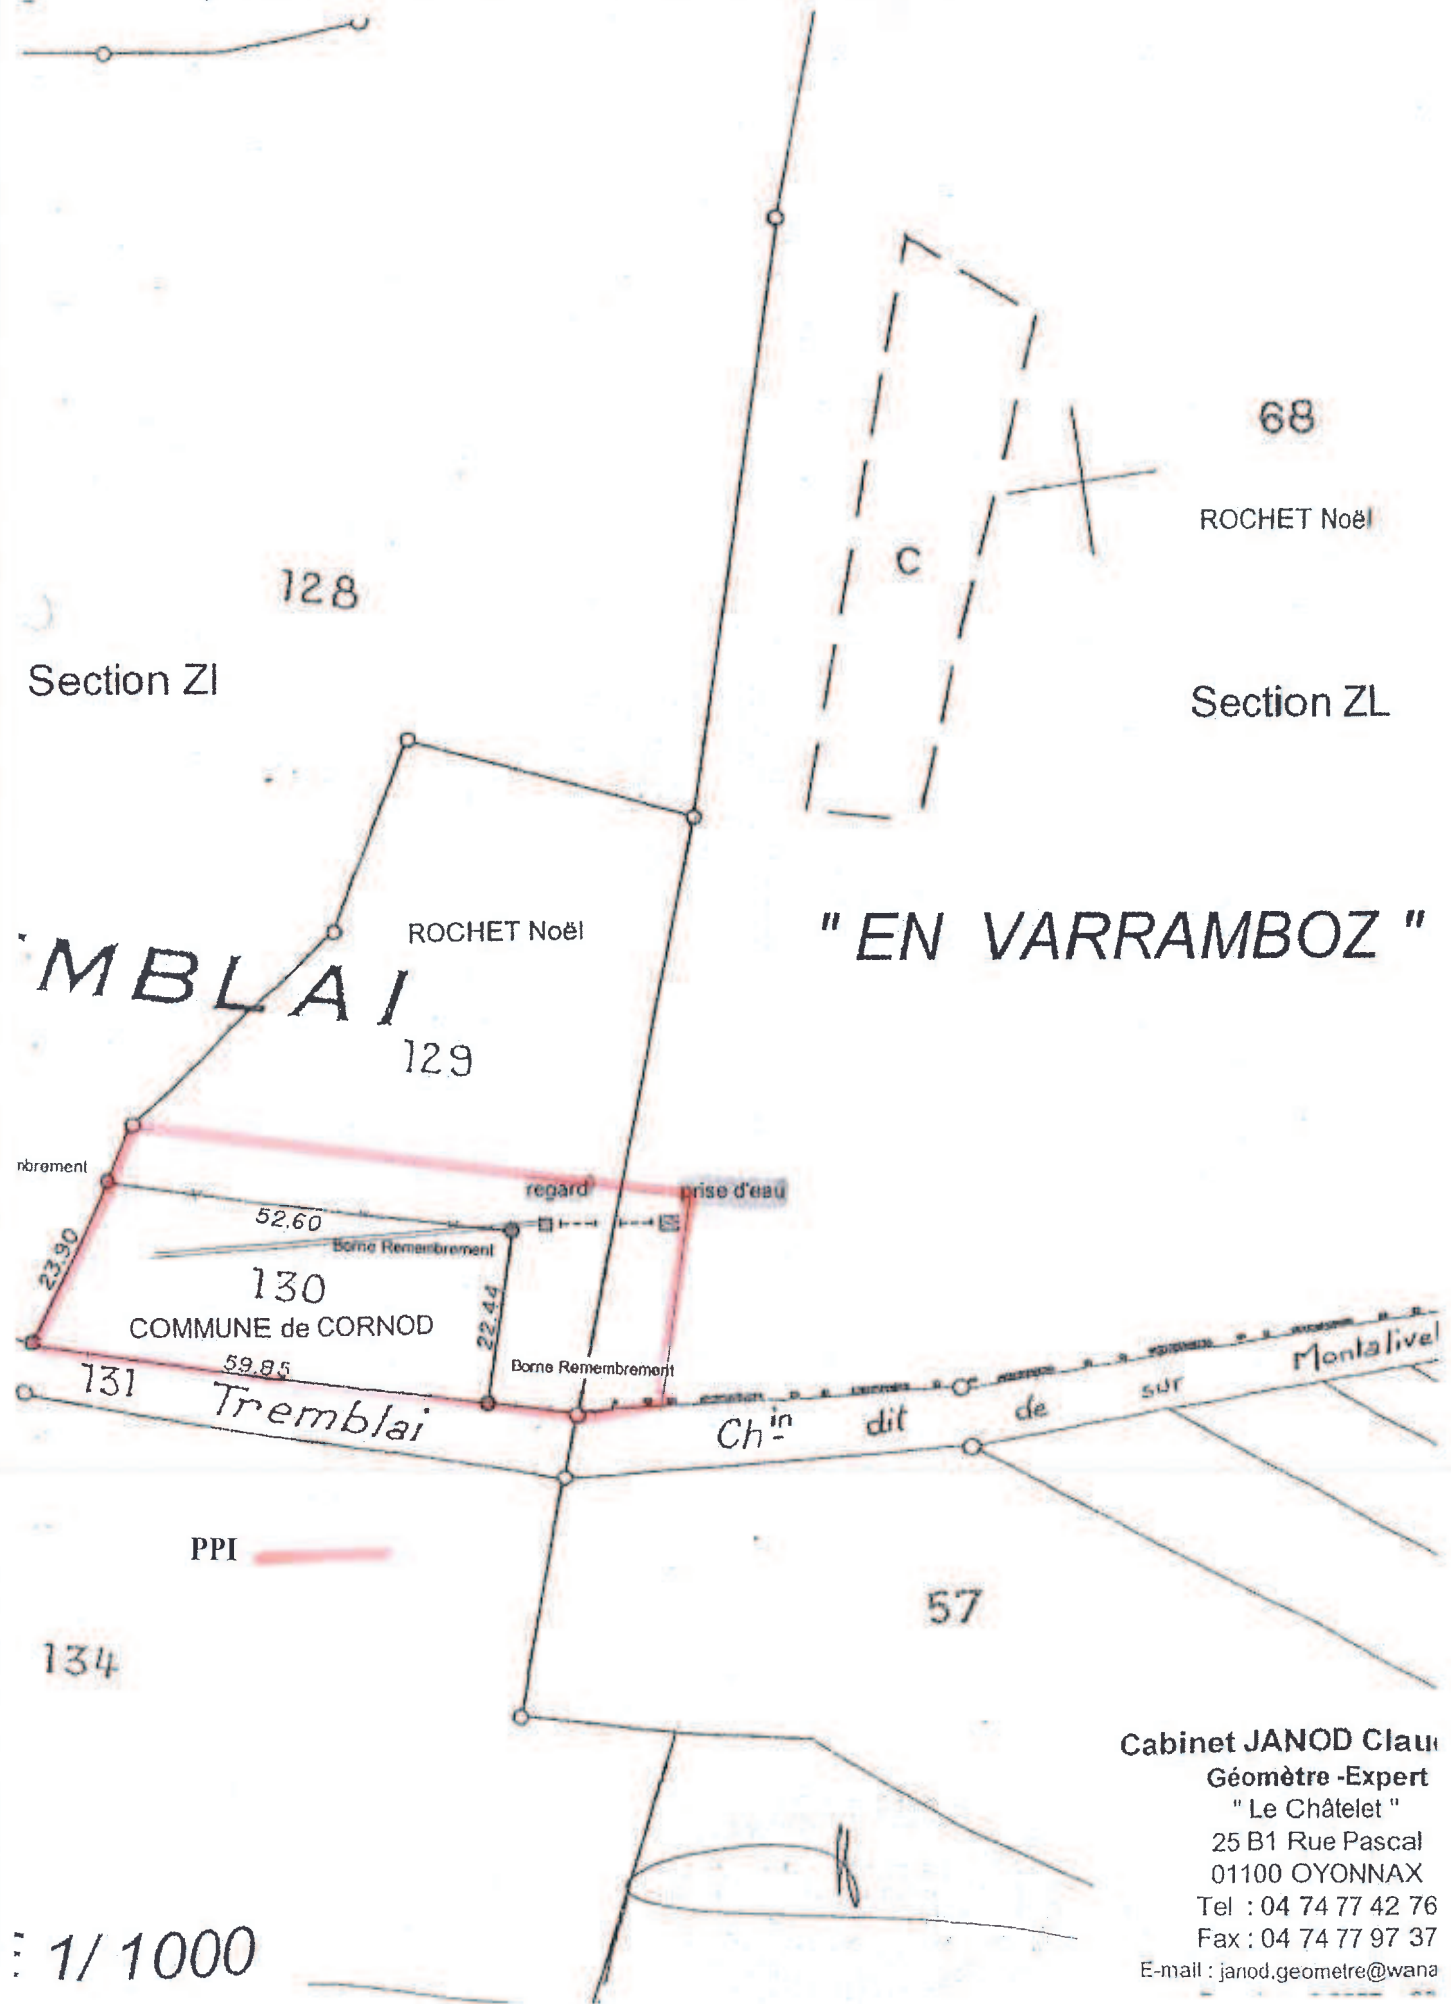 68
ROCHET Noël
C
128
Section ZI
Section ZL
ROCHET Noël
" EN VARRAMBOZ "
MBLAI
129
nbrement
regard
prise d'eau
52.60
Borne Remembrement
23.90
130
22.44
COMMUNE de CORNOD
59.85
Borne Remembrement
131
Tremblai
Ch.in dit de sur Montalivel
PPI
57
134
Cabinet JANOD Clau
Géomètre -Expert
" Le Châtelet "
25 B1 Rue Pascal
01100 OYONNAX
Tel : 04 74 77 42 76
Fax : 04 74 77 97 37
E-mail : janod.geometre@wana
1/ 1000